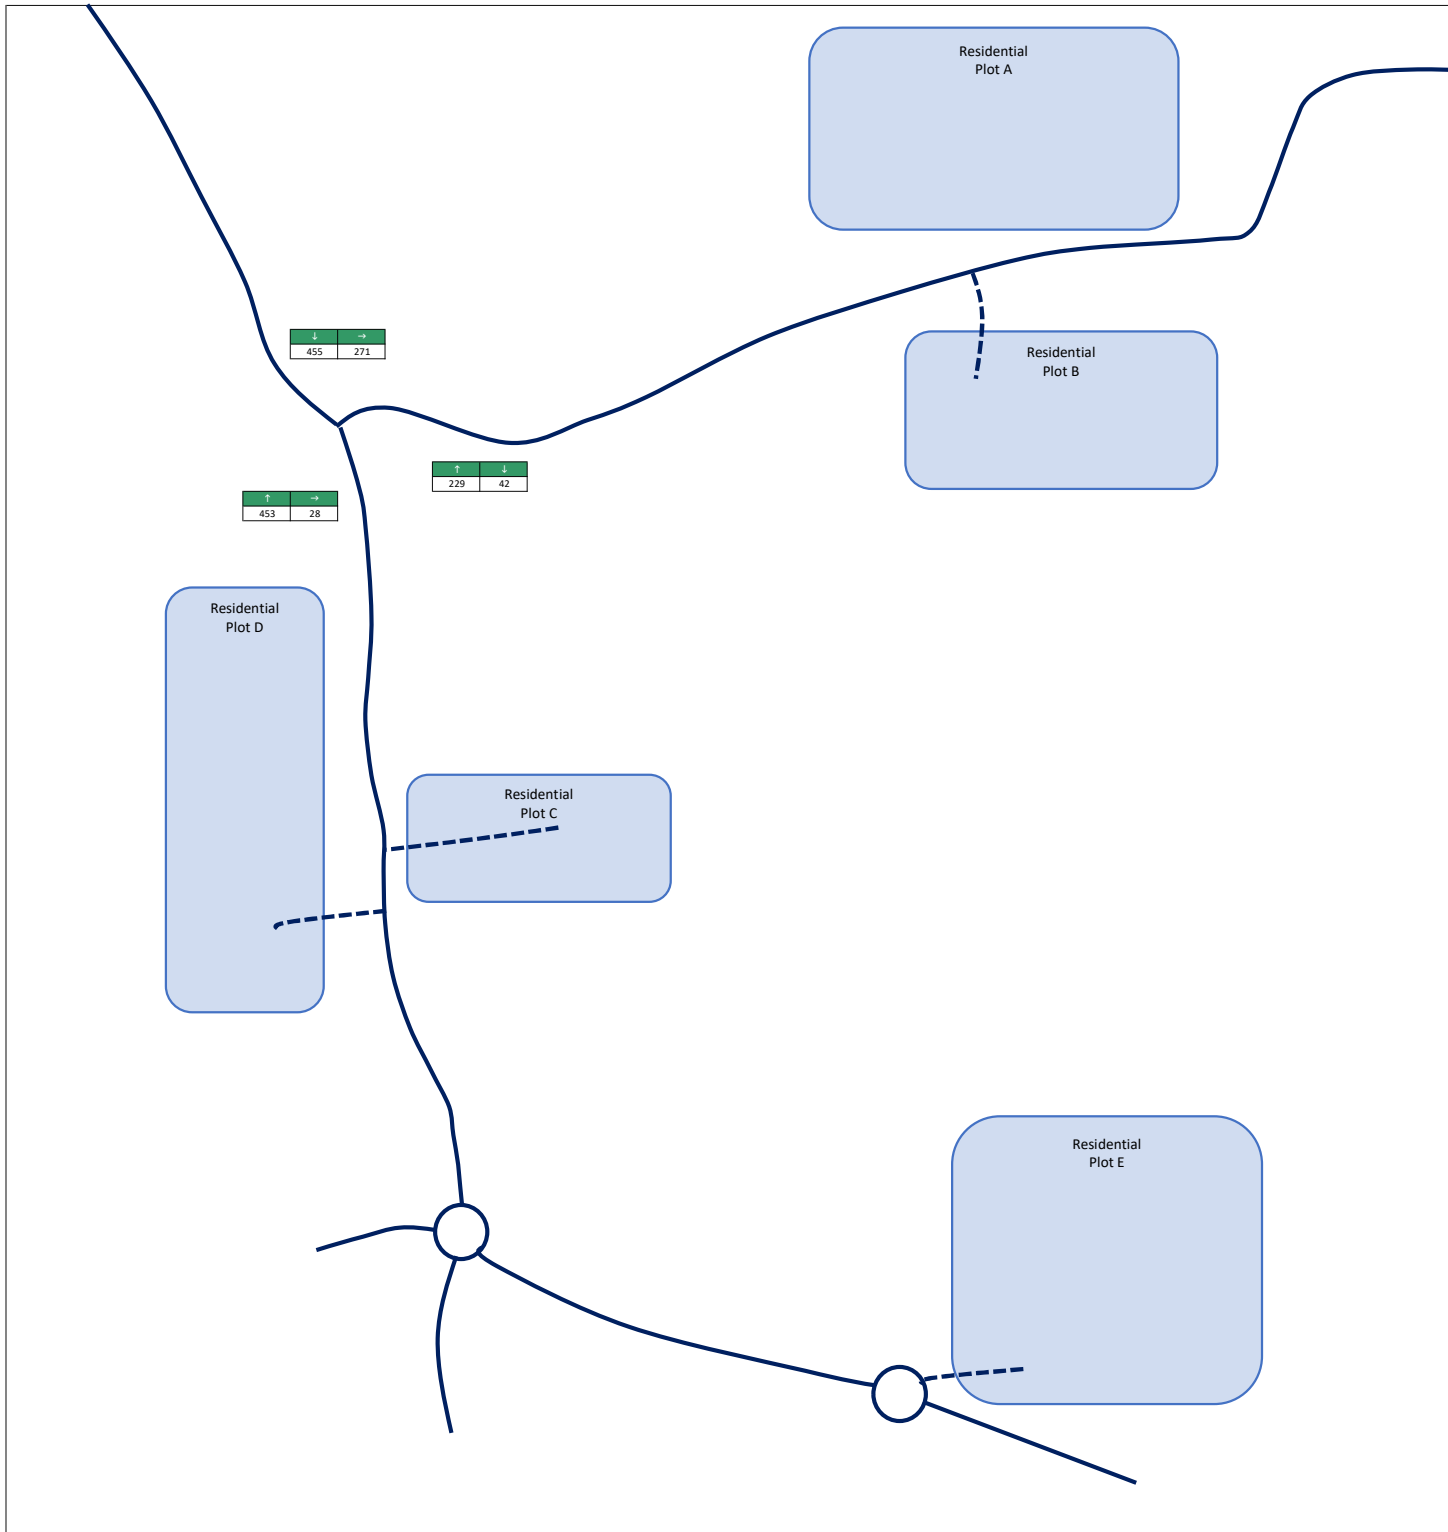 Residential
Plot A
↓ →
455 271
Residential
Plot B
↑ ↓
229 42
↑ →
453 28
Residential
Plot D
Residential
Plot C
Residential
Plot E